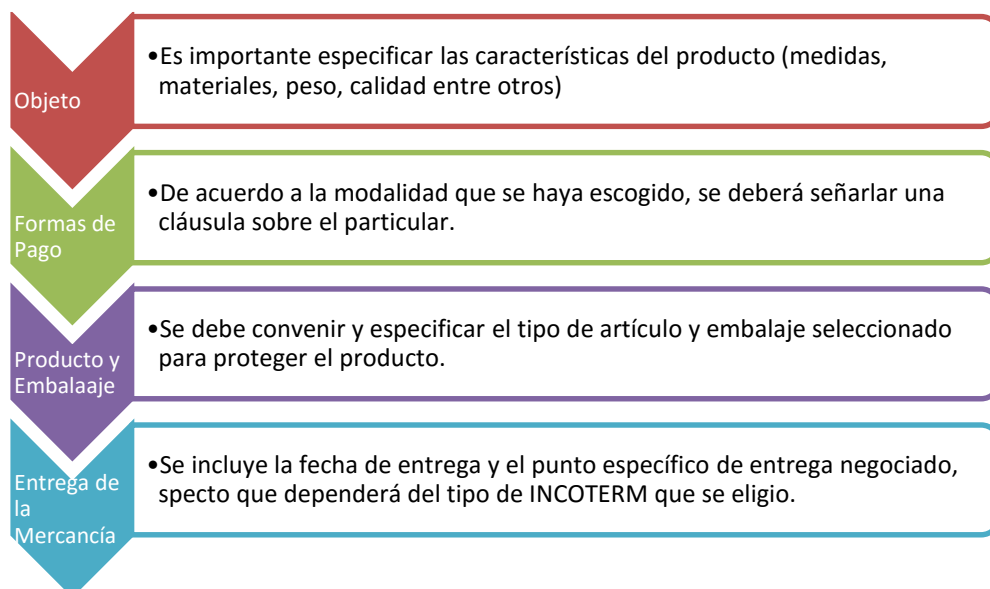 Objeto
•Es importante especificar las características del producto (medidas,
materiales, peso, calidad entre otros)
Formas de
Pago
•De acuerdo a la modalidad que se haya escogido, se deberá señarlar una
cláusula sobre el particular.
Producto y
Embalaaje
•Se debe convenir y especificar el tipo de artículo y embalaje seleccionado
para proteger el producto.
Entrega de
la
Mercancía
•Se incluye la fecha de entrega y el punto específico de entrega negociado,
specto que dependerá del tipo de INCOTERM que se eligio.